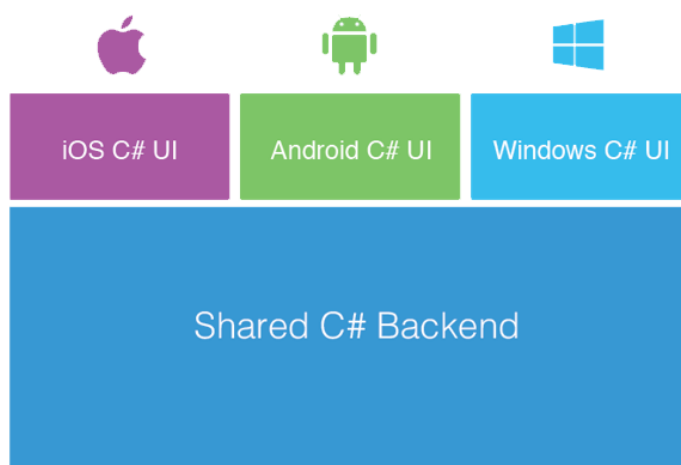 iOS C# UI
Android C# UI
Windows C# UI
Shared C# Backend